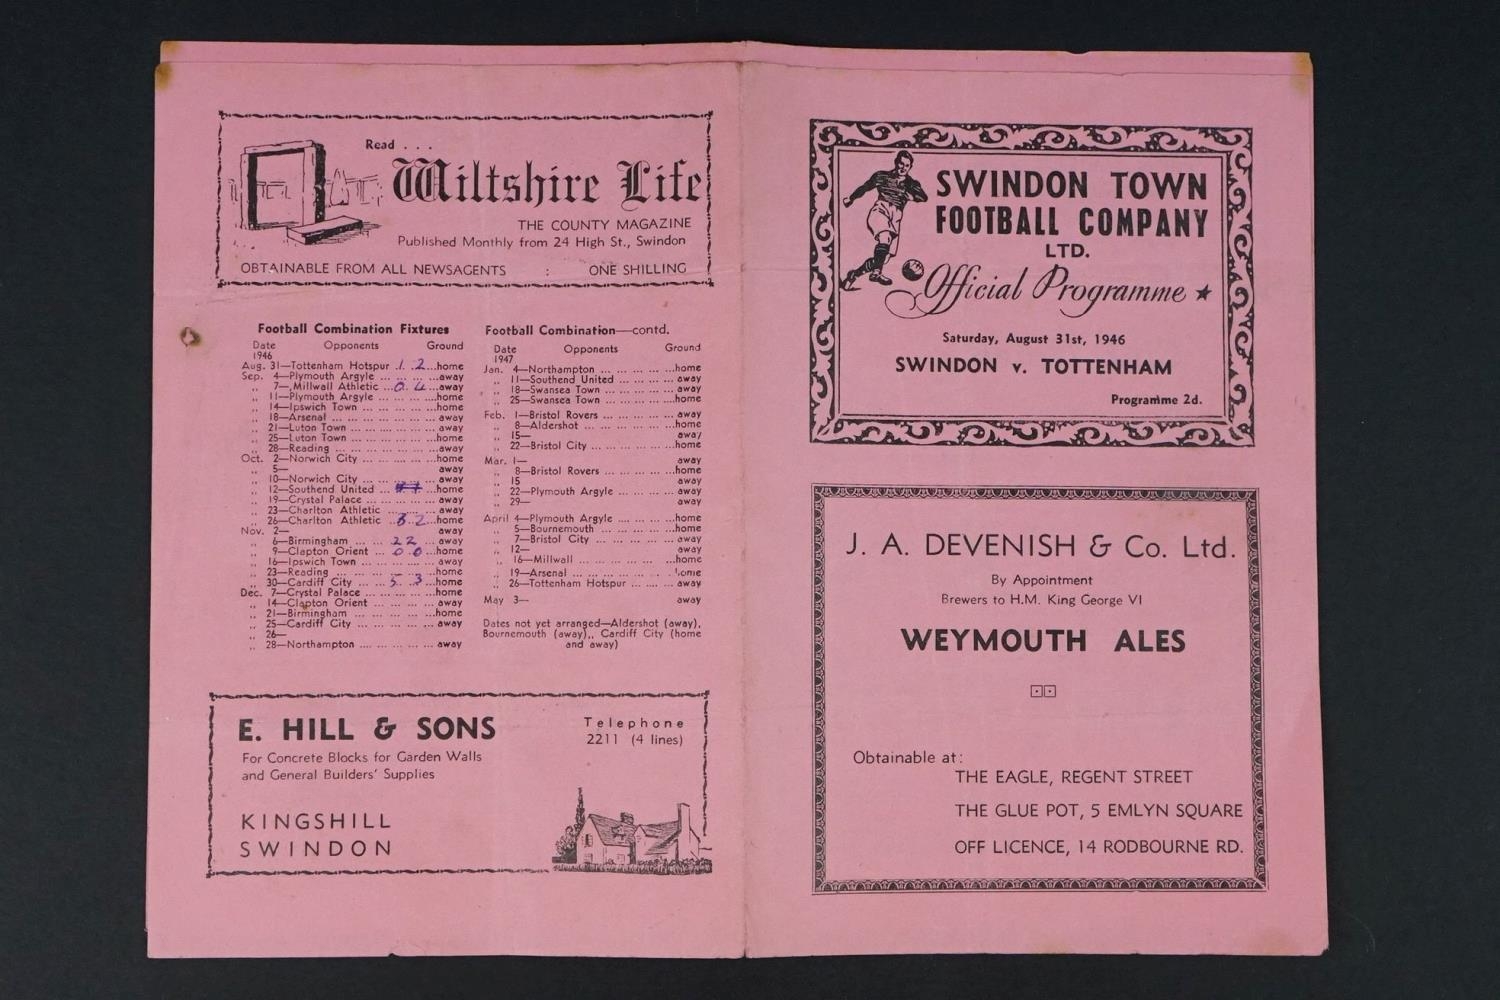 Read . . .
Wiltshire Life
THE COUNTY MAGAZINE
Published Monthly from 24 High St., Swindon
OBTAINABLE FROM ALL NEWSAGENTS : ONE SHILLING
Football Combination Fixtures
Date Opponents Ground
1946
Aug. 31—Tottenham Hotspur 1 2 ...home
Sep. 4—Plymouth Argyle ... ... ... away
„ 7—Millwall Athletic ... 0 4 ...away
„ 11—Plymouth Argyle ... ... ... home
„ 14—Ipswich Town ... ... ... ... home
„ 18—Arsenal ... ... ... ... ... away
„ 21—Luton Town ... ... ... ... away
„ 25—Luton Town ... ... ... ... home
„ 28—Reading ... ... ... ... ... away
Oct. 2—Norwich City ... ... ... ...home
„ 5— away
„ 10—Norwich City ... ... ... ... away
„ 12—Southend United ... ...home
„ 19—Crystal Palace ... ... ... ... away
„ 23—Charlton Athletic ... ... ... away
„ 26—Charlton Athletic ..3 2...home
Nov. 2— away
„ 6—Birmingham ... ... 2 2 ... away
„ 9—Clapton Orient ... 0 0 ...home
„ 16—Ipswich Town ... ... ... ... away
„ 23—Reading ... ... ... ... ...home
„ 30—Cardiff City ... ... 5 3 ...home
Dec. 7—Crystal Palace ... ... ... ...home
„ 14—Clapton Orient ... ... ... ... away
„ 21—Birmingham ... ... ... ... ...home
„ 25—Cardiff City ... ... ... ... ... away
„ 26—
„ 28—Northampton .... ... ... ... ... away
Football Combination—contd.
Date Opponents Ground
1947
Jan. 4—Northampton ... ... ... ... ...home
„ 11—Southend United ... ... ... ... away
„ 18—Swansea Town ... ... ... ... away
„ 25—Swansea Town ... ... ... ...home
Feb. 1—Bristol Rovers ... ... ... ... ... away
„ 8—Aldershot ... ... ... ... ... ...home
„ 15— away
„ 22—Bristol City ... ... ... ... ...home
Mar. 1— away
„ 8—Bristol Rovers ... ... ... ... ...home
„ 15 away
„ 22—Plymouth Argyle ... ... ... ... away
„ 29— away
April 4—Plymouth Argyle .... ... ... ...home
„ 5—Bournemouth ... ... ... ... ...home
„ 7—Bristol City ... ... ... ... ... away
„ 12— away
„ 16—Millwall ... ... ... ... ... ...home
„ 19—Arsenal ... ... ... ... ... ... home
„ 26—Tottenham Hotspur ... .... ... away
May 3— away
Dates not yet arranged—Aldershot (away),
Bournemouth (away),, Cardiff City (home
and away)
E. HILL & SONS
Telephone
2211 (4 lines)
For Concrete Blocks for Garden Walls
and General Builders' Supplies
KINGSHILL
SWINDON
SWINDON TOWN
FOOTBALL COMPANY
LTD.
Official Programme
Saturday, August 31st, 1946
SWINDON v. TOTTENHAM
Programme 2d.
J. A. DEVENISH & Co. Ltd.
By Appointment
Brewers to H.M. King George VI
WEYMOUTH ALES
Obtainable at:
THE EAGLE, REGENT STREET
THE GLUE POT, 5 EMLYN SQUARE
OFF LICENCE, 14 RODBOURNE RD.